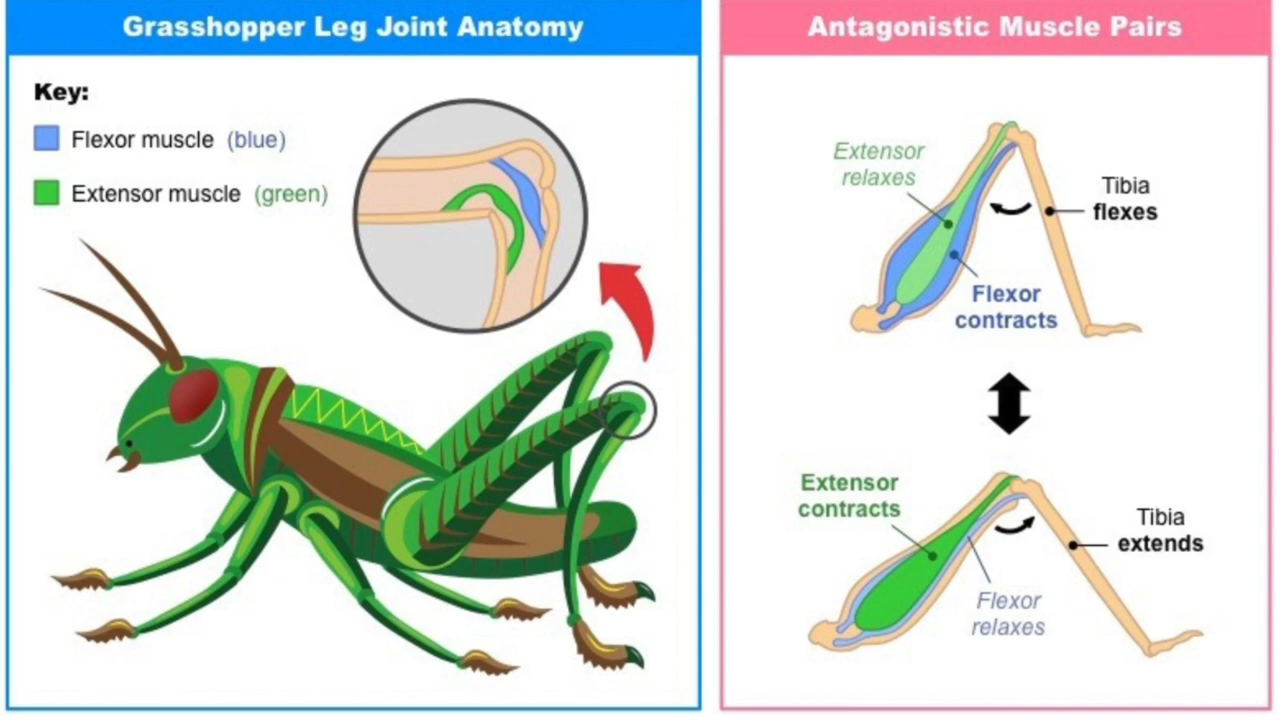 Grasshopper Leg Joint Anatomy
Key:
Flexor muscle (blue)
Extensor muscle (green)
Antagonistic Muscle Pairs
Extensor
relaxes
Tibia
flexes
Flexor
contracts
Extensor
contracts
Tibia
extends
Flexor
relaxes